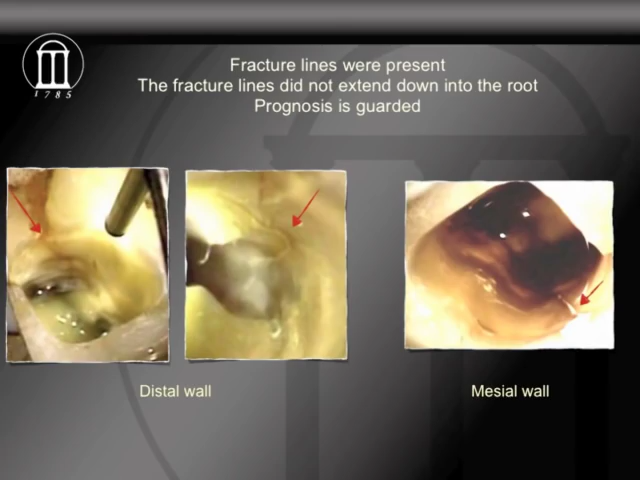 1785
Fracture lines were present
The fracture lines did not extend down into the root
Prognosis is guarded
Distal wall
Mesial wall